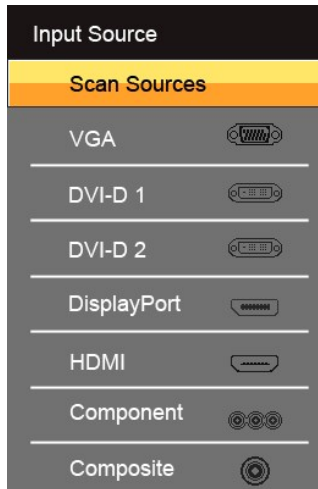 Input Source
Scan Sources
VGA
DVI-D 1
DVI-D 2
DisplayPort
HDMI
Component
Composite